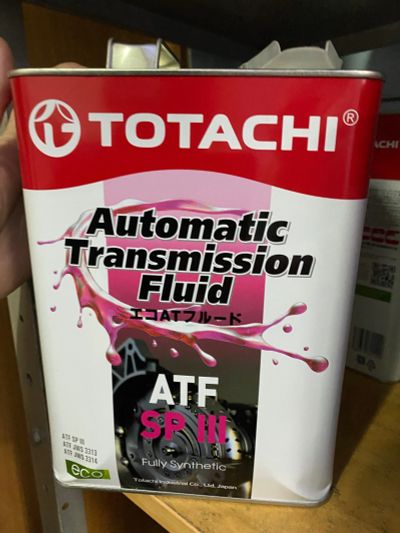 TOTACHI®
Automatic
Transmission
Fluid
エコATフルード
ATF
SP III
Fully Synthetic
ATF SP III
ATF JWS 3313
ATF JWS 3314
eco
Totachi Industrial Co., Ltd. Japan
TACHI